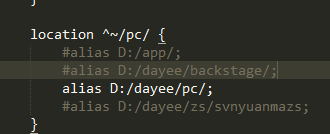 }
location ^~/pc/ {
#alias D:/app/;
#alias D:/dayee/backstage/;
alias D:/dayee/pc/;
#alias D:/dayee/zs/svnyuanmazs;
}